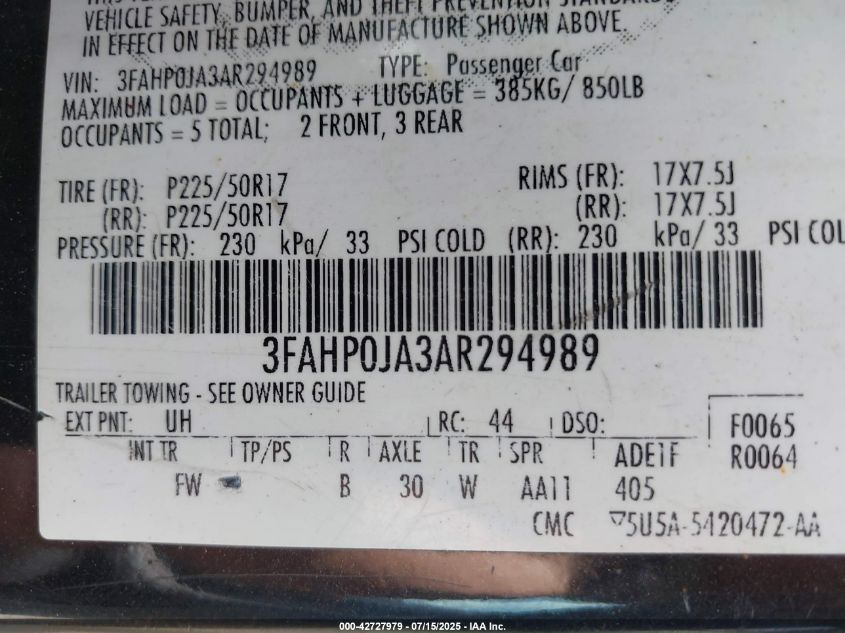 VEHICLE SAFETY, BUMPER, AND THEFT PREVENTION STANDARDS
IN EFFECT ON THE DATE OF MANUFACTURE SHOWN ABOVE.
VIN: 3FAHP0JA3AR294989 TYPE: Passenger Car
MAXIMUM LOAD = OCCUPANTS + LUGGAGE = 385KG/ 850LB
OCCUPANTS = 5 TOTAL; 2 FRONT, 3 REAR
TIRE (FR): P225/50R17 RIMS (FR): 17X7.5J
(RR): P225/50R17 (RR): 17X7.5J
PRESSURE (FR): 230 kPa/ 33 PSI COLD (RR): 230 kPa/ 33 PSI COL
3FAHP0JA3AR294989
TRAILER TOWING - SEE OWNER GUIDE
EXT PNT: UH RC: 44 DSO: F0065
INT TR TP/PS R AXLE TR SPR ADE1F R0064
FW B 30 W AA11 405
CMC ▽5U5A-5420472-AA
000-42727979 - 07/15/2025 - IAA Inc.